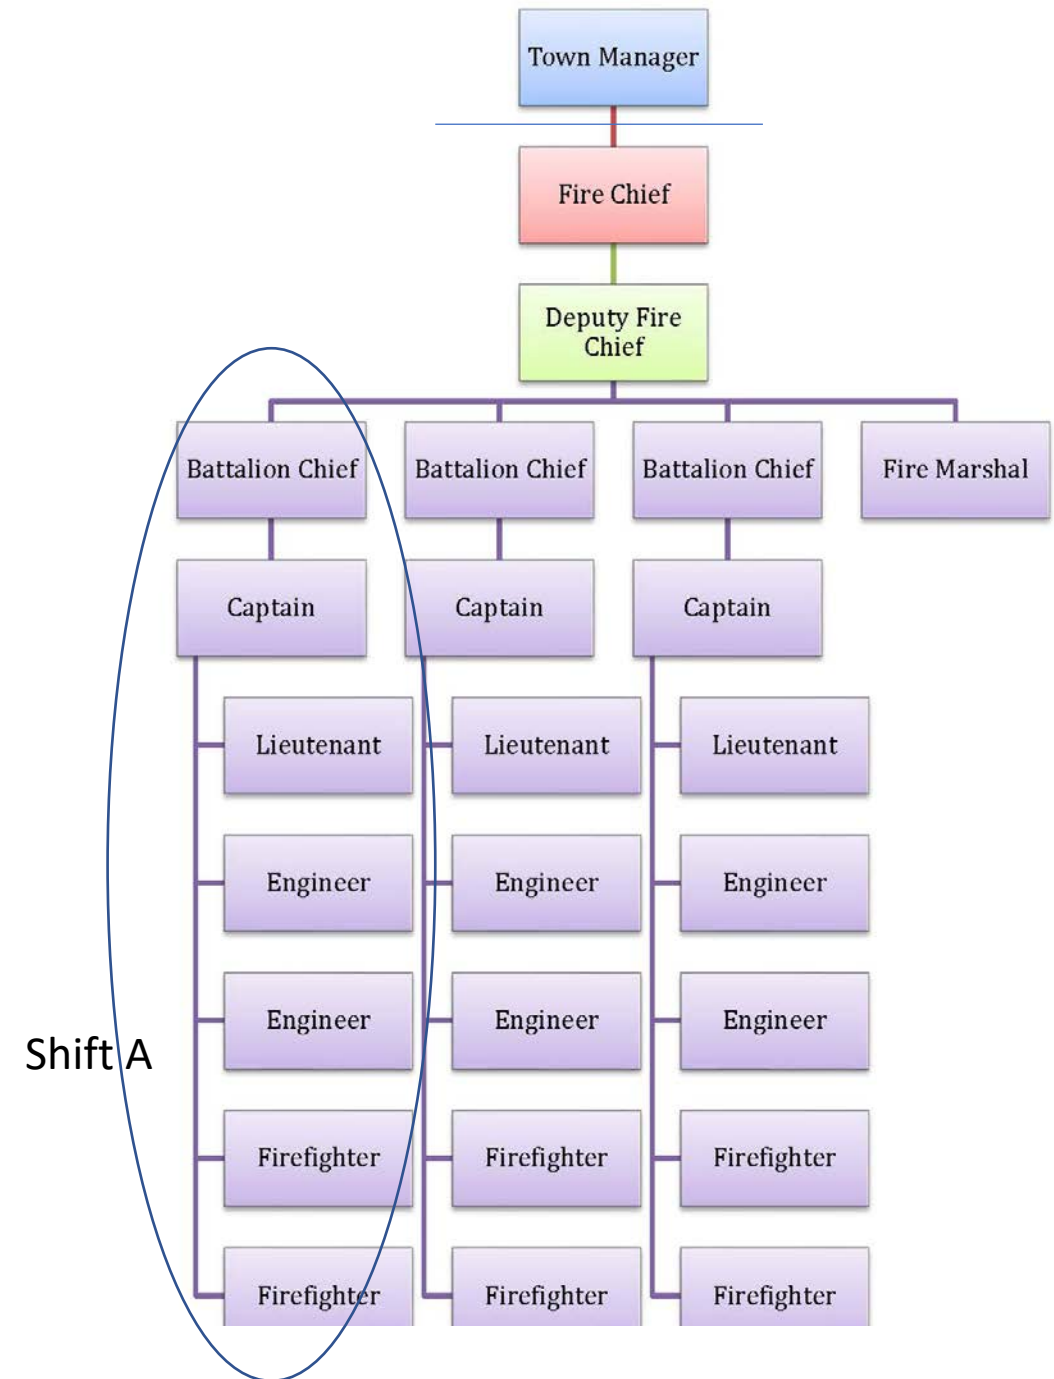 Town Manager
Fire Chief
Deputy Fire
Chief
Battalion Chief
Battalion Chief
Battalion Chief
Fire Marshal
Captain
Captain
Captain
Lieutenant
Lieutenant
Lieutenant
Engineer
Engineer
Engineer
Engineer
Engineer
Engineer
Shift A
Firefighter
Firefighter
Firefighter
Firefighter
Firefighter
Firefighter